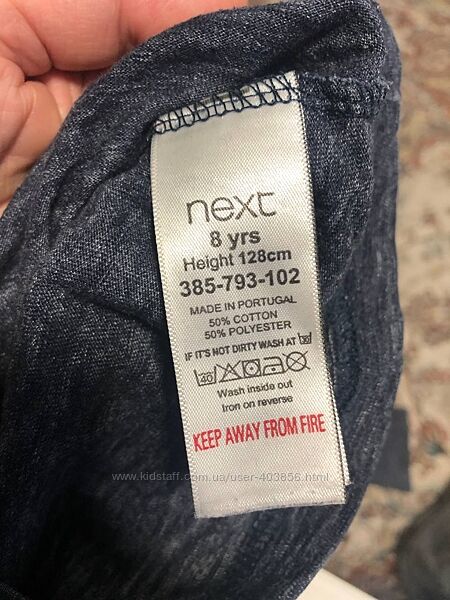 next
8 yrs
Height 128cm
385-793-102
MADE IN PORTUGAL
50% COTTON
50% POLYESTER
IF IT'S NOT DIRTY WASH AT 30
40
Wash inside out
Iron on reverse
KEEP AWAY FROM FIRE
www.kidstaff.com.ua/user-403856.html